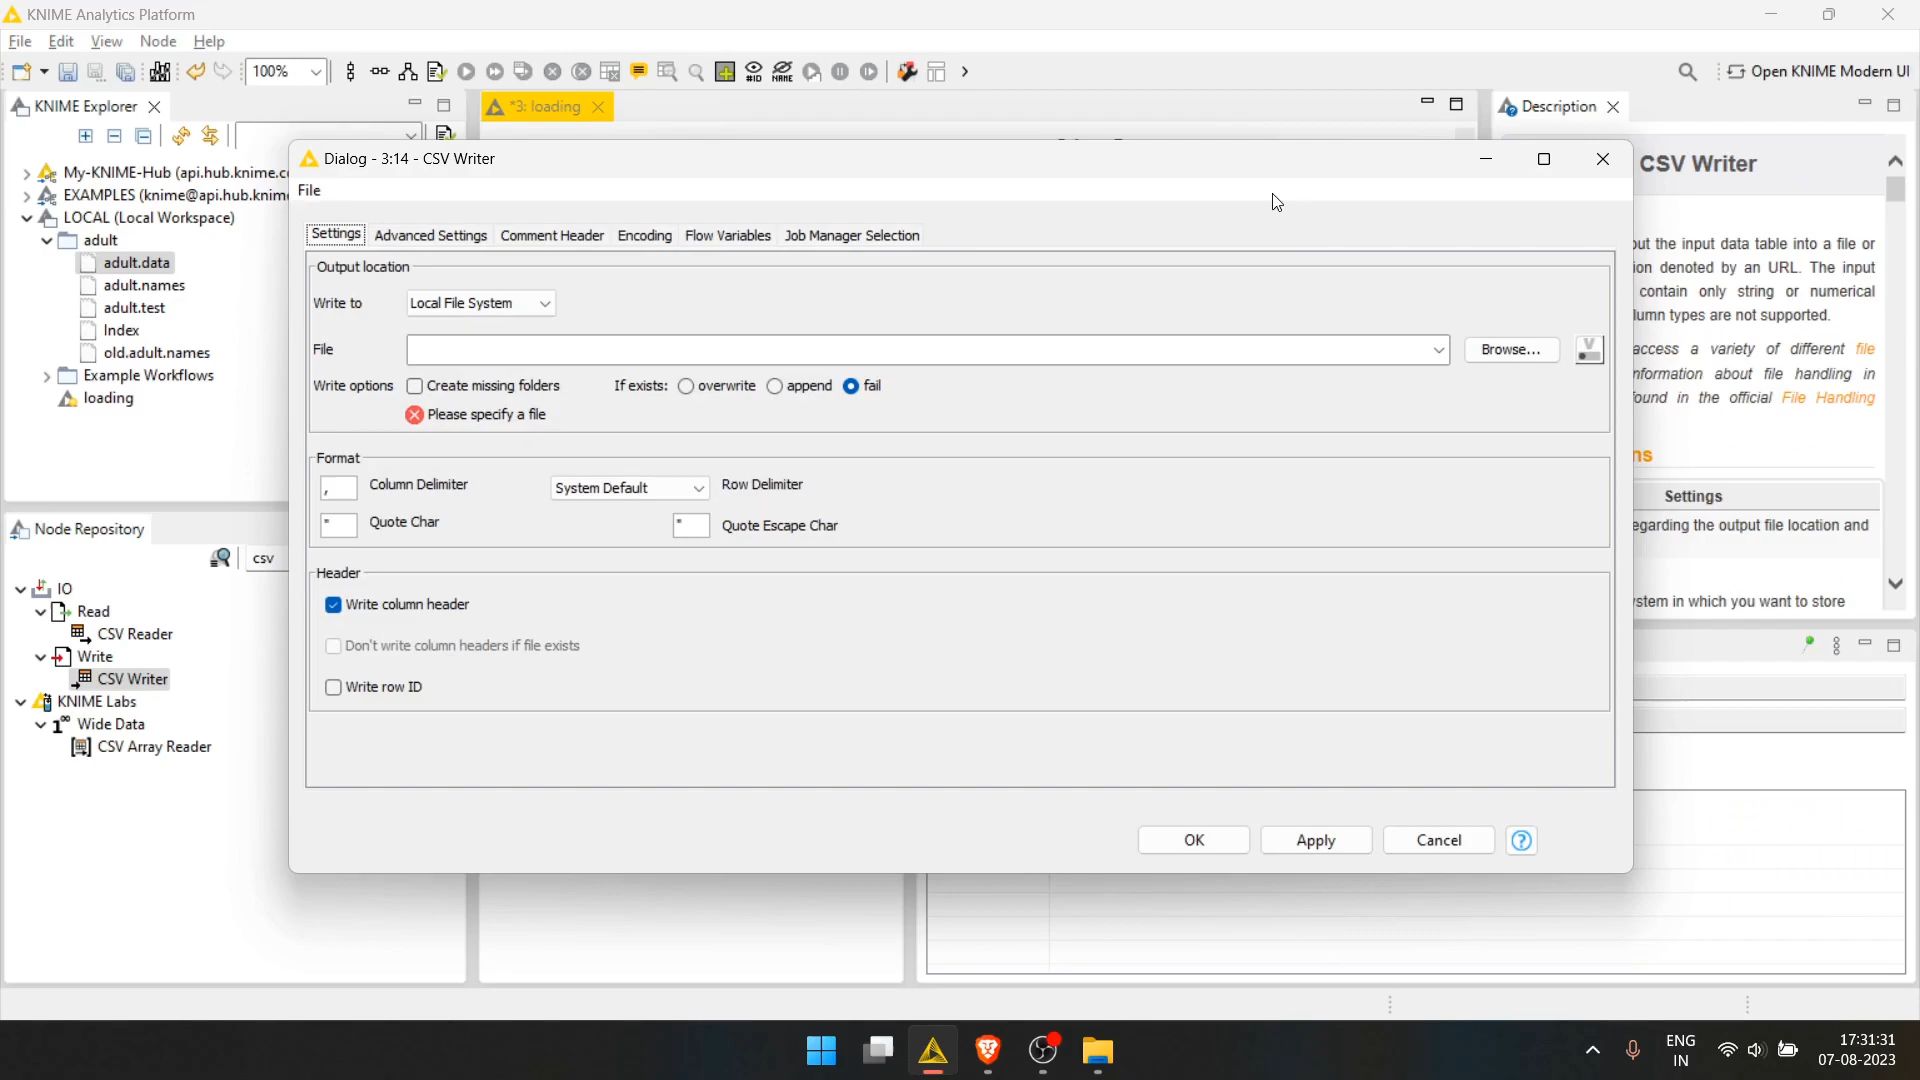 KNIME Analytics Platform
File Edit View Node Help
100%
#ID
NAME
Open KNIME Modern UI
KNIME Explorer
*3: loading
Description
My-KNIME-Hub (api.hub.knime.c
EXAMPLES (knime@api.hub.knim
LOCAL (Local Workspace)
adult
adult.data
adult.names
adult.test
Index
old.adult.names
Example Workflows
loading
Node Repository
csv
IO
Read
CSV Reader
Write
CSV Writer
KNIME Labs
Wide Data
CSV Array Reader
Dialog - 3:14 - CSV Writer
File
Settings Advanced Settings Comment Header Encoding Flow Variables Job Manager Selection
Output location
Write to Local File System
File Browse...
V
Write options Create missing folders If exists: overwrite append fail
Please specify a file
Format
, Column Delimiter System Default Row Delimiter
" Quote Char " Quote Escape Char
Header
Write column header
Don't write column headers if file exists
Write row ID
OK Apply Cancel ?
CSV Writer
out the input data table into a file or
ion denoted by an URL. The input
contain only string or numerical
lumn types are not supported.
access a variety of different file
nformation about file handling in
ound in the official File Handling
ns
Settings
egarding the output file location and
stem in which you want to store
ENG
IN
17:31:31
07-08-2023